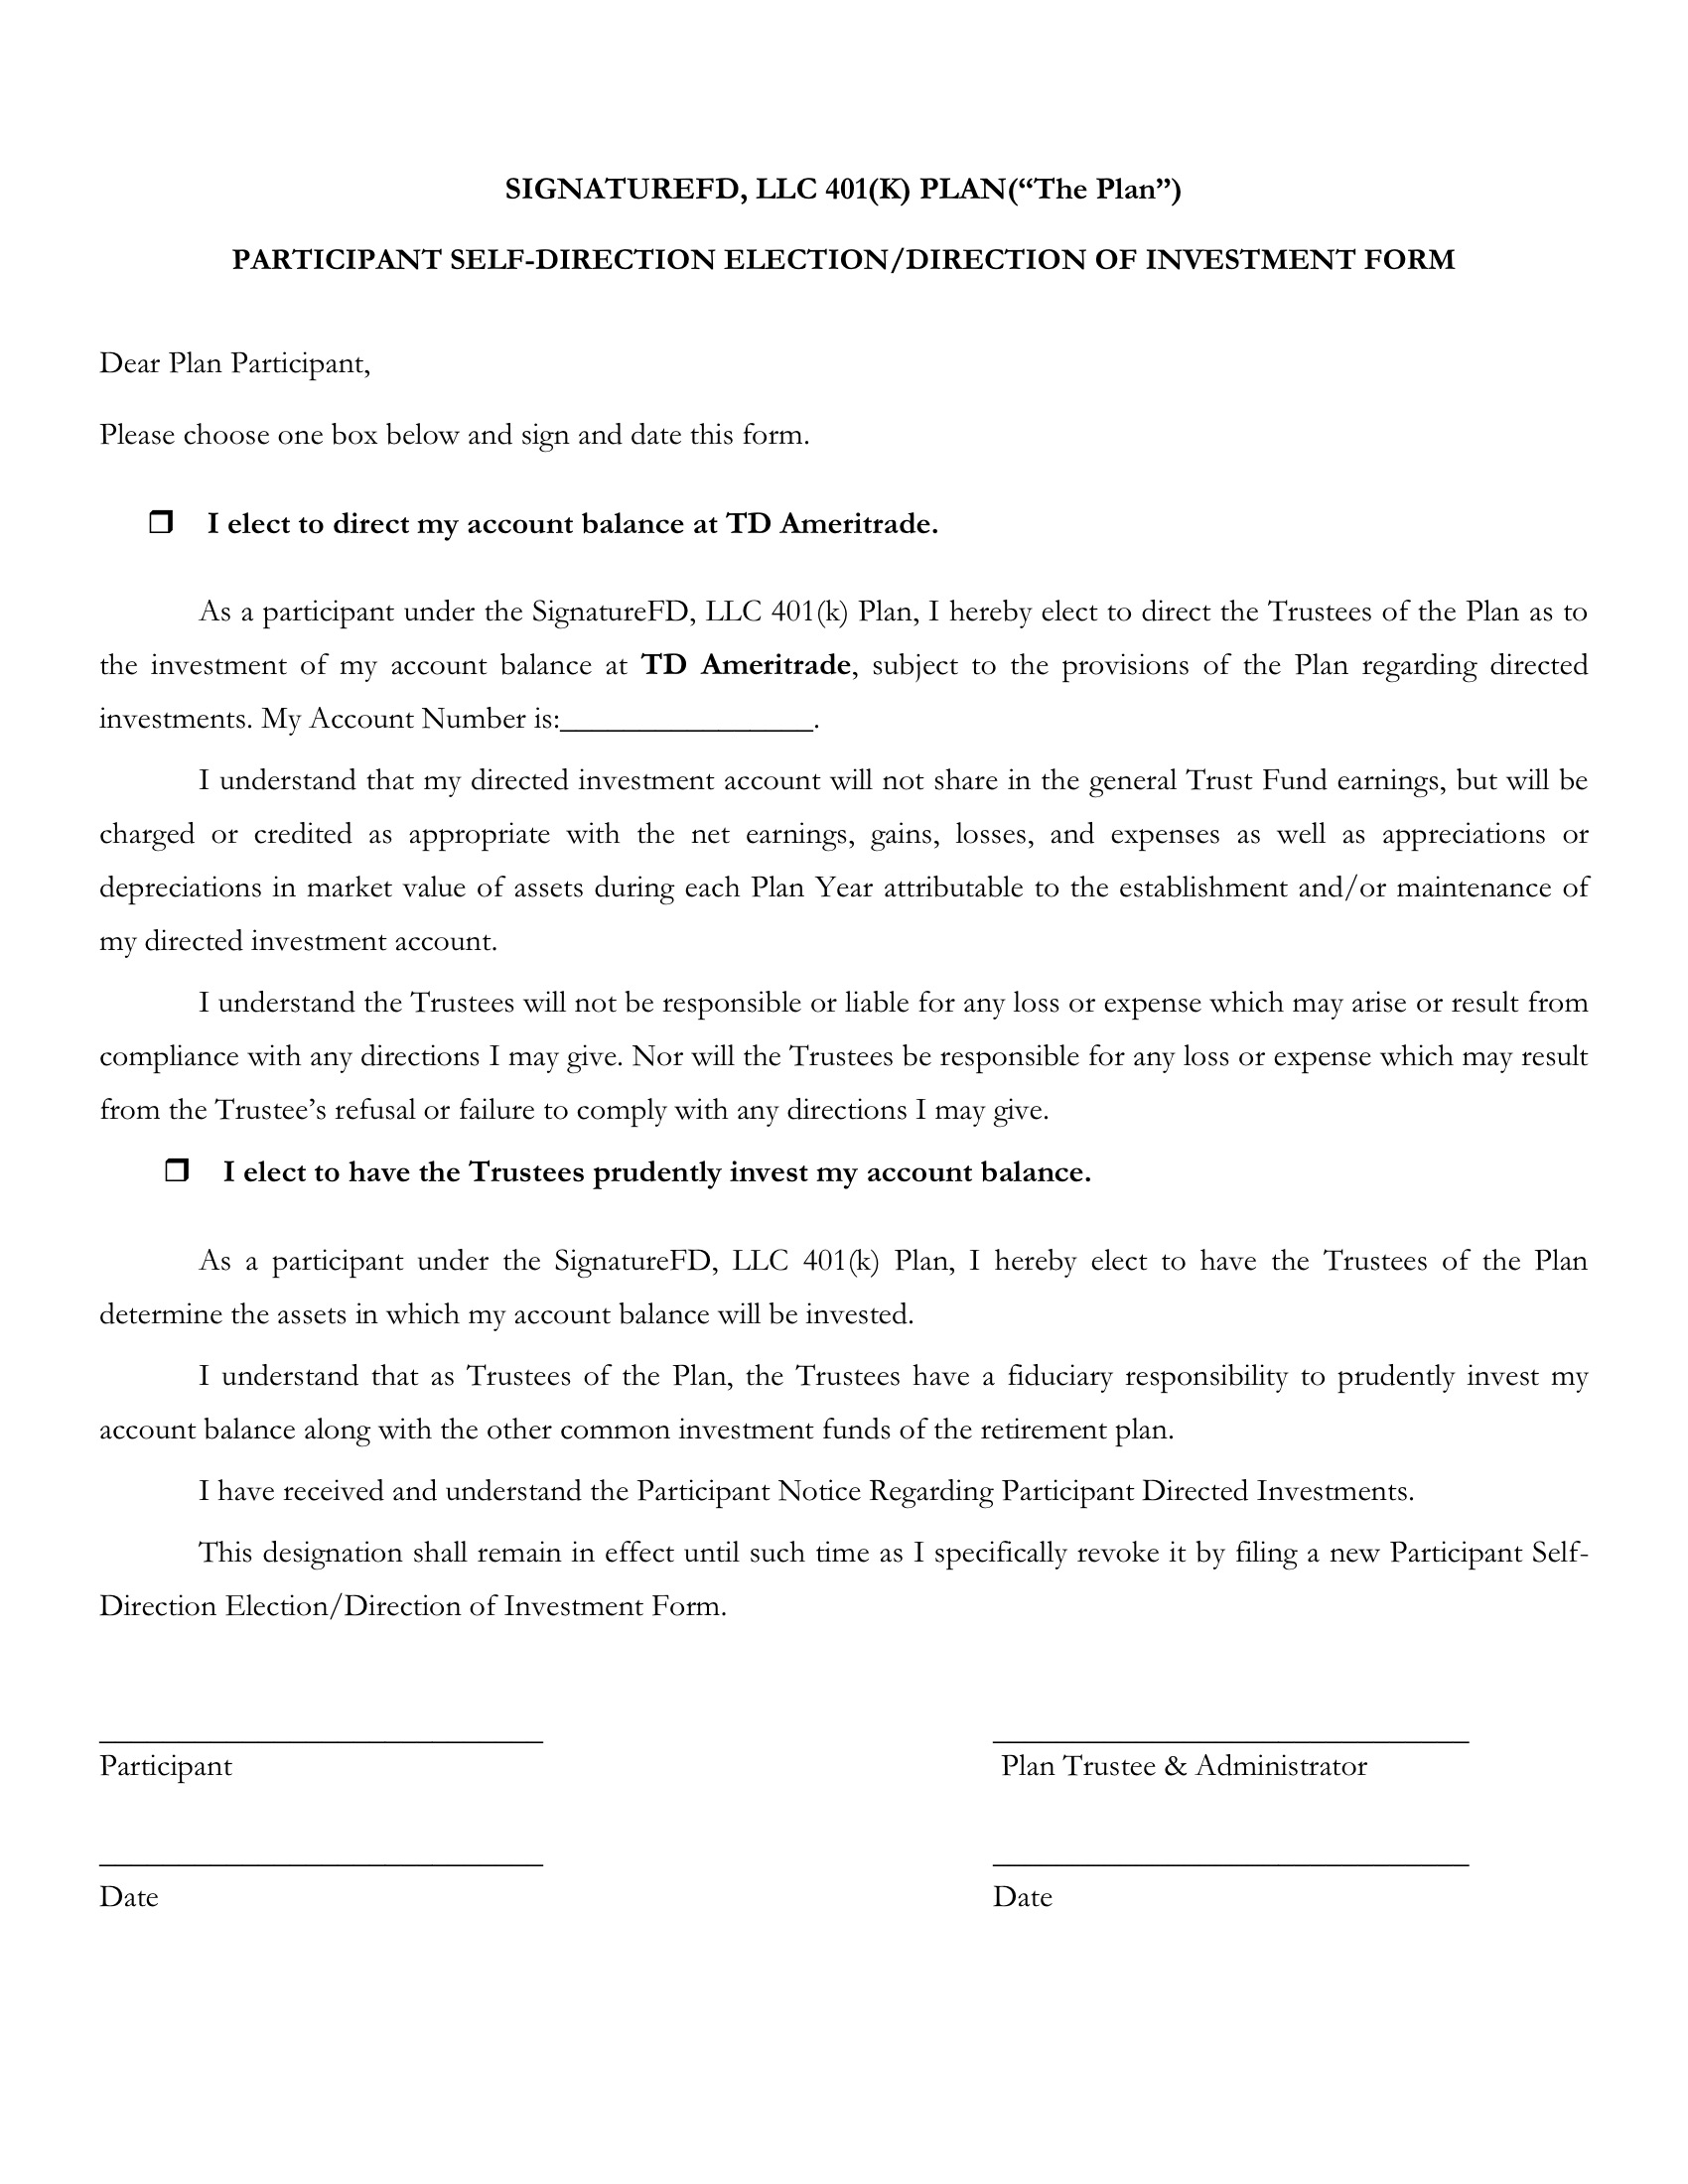 SIGNATUREFD, LLC 401(K) PLAN(“The Plan”)
PARTICIPANT SELF-DIRECTION ELECTION/DIRECTION OF INVESTMENT FORM
Dear Plan Participant,
Please choose one box below and sign and date this form.
❐ I elect to direct my account balance at TD Ameritrade.
As a participant under the SignatureFD, LLC 401(k) Plan, I hereby elect to direct the Trustees of the Plan as to
the investment of my account balance at TD Ameritrade, subject to the provisions of the Plan regarding directed
investments. My Account Number is:________________.
I understand that my directed investment account will not share in the general Trust Fund earnings, but will be
charged or credited as appropriate with the net earnings, gains, losses, and expenses as well as appreciations or
depreciations in market value of assets during each Plan Year attributable to the establishment and/or maintenance of
my directed investment account.
I understand the Trustees will not be responsible or liable for any loss or expense which may arise or result from
compliance with any directions I may give. Nor will the Trustees be responsible for any loss or expense which may result
from the Trustee’s refusal or failure to comply with any directions I may give.
❐ I elect to have the Trustees prudently invest my account balance.
As a participant under the SignatureFD, LLC 401(k) Plan, I hereby elect to have the Trustees of the Plan
determine the assets in which my account balance will be invested.
I understand that as Trustees of the Plan, the Trustees have a fiduciary responsibility to prudently invest my
account balance along with the other common investment funds of the retirement plan.
I have received and understand the Participant Notice Regarding Participant Directed Investments.
This designation shall remain in effect until such time as I specifically revoke it by filing a new Participant Self-
Direction Election/Direction of Investment Form.
____________________________ ______________________________
Participant Plan Trustee & Administrator
____________________________ ______________________________
Date Date